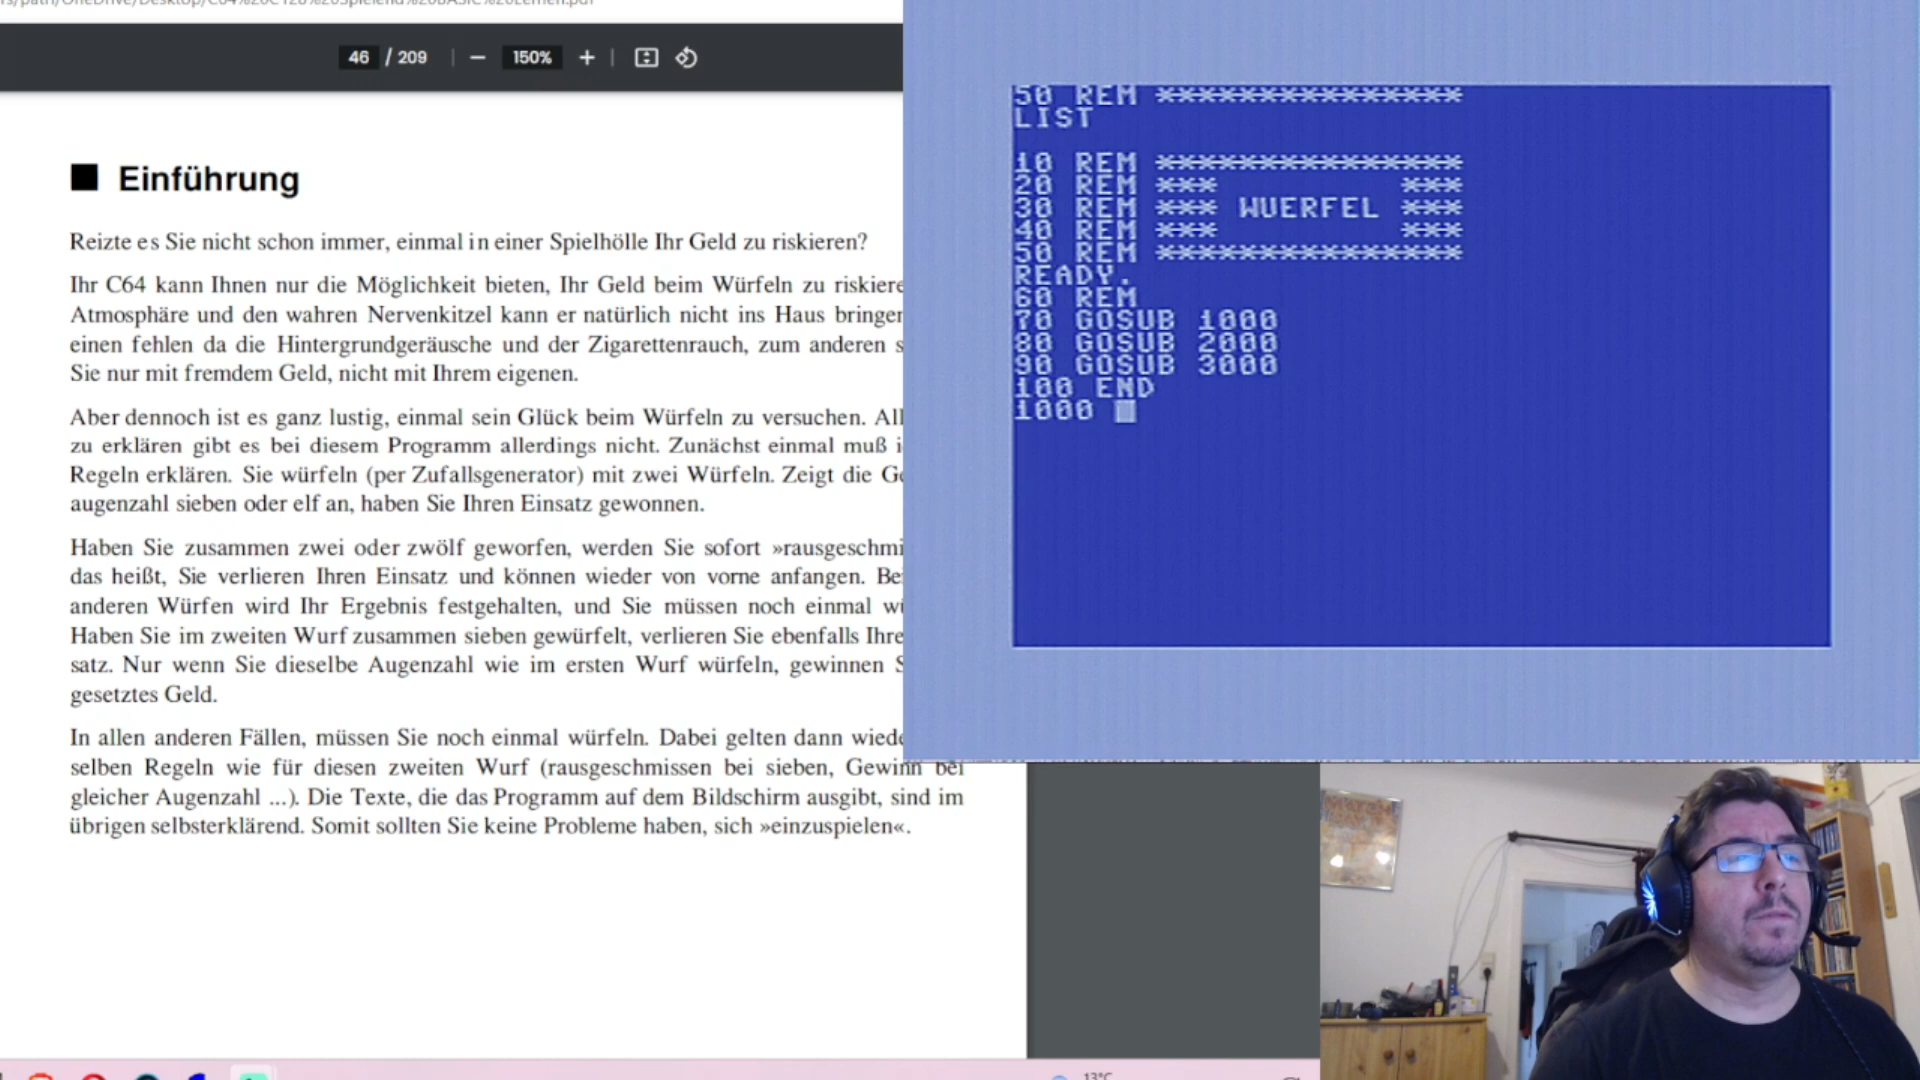 46 / 209
150%
Einführung
Reizte es Sie nicht schon immer, einmal in einer Spielhölle Ihr Geld zu riskieren?
Ihr C64 kann Ihnen nur die Möglichkeit bieten, Ihr Geld beim Würfeln zu riskiere
Atmosphäre und den wahren Nervenkitzel kann er natürlich nicht ins Haus bringen
einen fehlen da die Hintergrundgeräusche und der Zigarettenrauch, zum anderen s
Sie nur mit fremdem Geld, nicht mit Ihrem eigenen.
Aber dennoch ist es ganz lustig, einmal sein Glück beim Würfeln zu versuchen. All
zu erklären gibt es bei diesem Programm allerdings nicht. Zunächst einmal muß i
Regeln erklären. Sie würfeln (per Zufallsgenerator) mit zwei Würfeln. Zeigt die Ge
augenzahl sieben oder elf an, haben Sie Ihren Einsatz gewonnen.
Haben Sie zusammen zwei oder zwölf geworfen, werden Sie sofort »rausgeschmi
das heißt, Sie verlieren Ihren Einsatz und können wieder von vorne anfangen. Be
anderen Würfen wird Ihr Ergebnis festgehalten, und Sie müssen noch einmal wü
Haben Sie im zweiten Wurf zusammen sieben gewürfelt, verlieren Sie ebenfalls Ihre
satz. Nur wenn Sie dieselbe Augenzahl wie im ersten Wurf würfeln, gewinnen S
gesetztes Geld.
In allen anderen Fällen, müssen Sie noch einmal würfeln. Dabei gelten dann wiede
selben Regeln wie für diesen zweiten Wurf (rausgeschmissen bei sieben, Gewinn bei
gleicher Augenzahl ...). Die Texte, die das Programm auf dem Bildschirm ausgibt, sind im
übrigen selbsterklärend. Somit sollten Sie keine Probleme haben, sich »einzuspielen«.
50 REM ***************
LIST
10 REM ***************
20 REM ***         ***
30 REM *** WUERFEL ***
40 REM ***         ***
50 REM ***************
READY.
60 REM
70 GOSUB 1000
80 GOSUB 2000
90 GOSUB 3000
100 END
1000
13°C